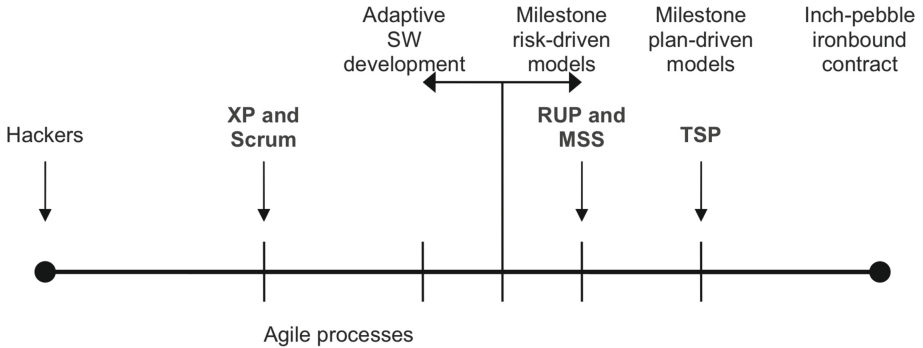 Adaptive
SW
development
Milestone
risk-driven
models
Milestone
plan-driven
models
Inch-pebble
ironbound
contract
Hackers
XP and
Scrum
RUP and
MSS
TSP
Agile processes